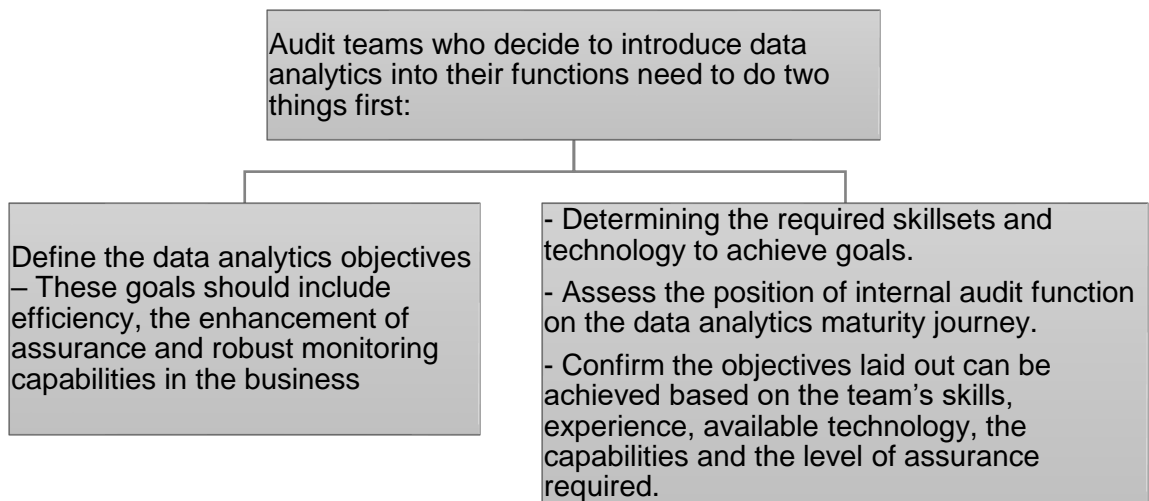 Audit teams who decide to introduce data
analytics into their functions need to do two
things first:
Define the data analytics objectives
– These goals should include
efficiency, the enhancement of
assurance and robust monitoring
capabilities in the business
- Determining the required skillsets and
technology to achieve goals.
- Assess the position of internal audit function
on the data analytics maturity journey.
- Confirm the objectives laid out can be
achieved based on the team’s skills,
experience, available technology, the
capabilities and the level of assurance
required.